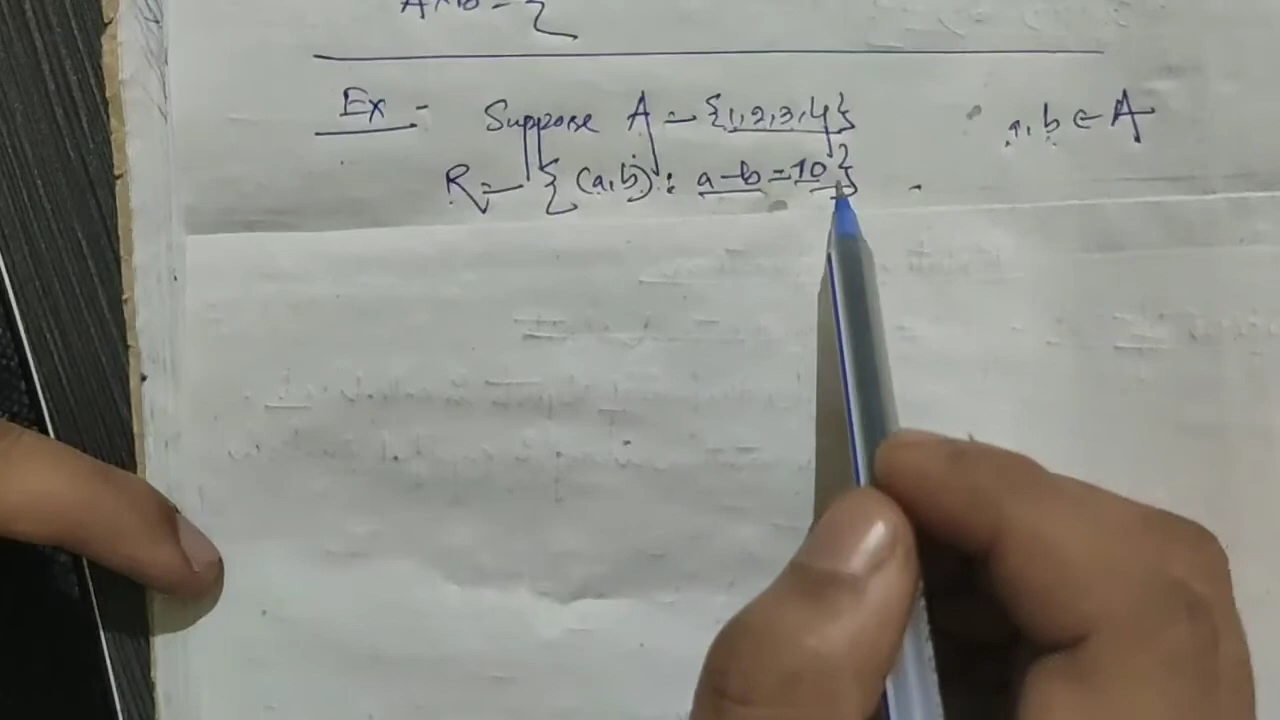 A×B = {
Ex - Suppose A = {1,2,3,4} a,b ∈ A
R = {(a,b) : a-b = 10}